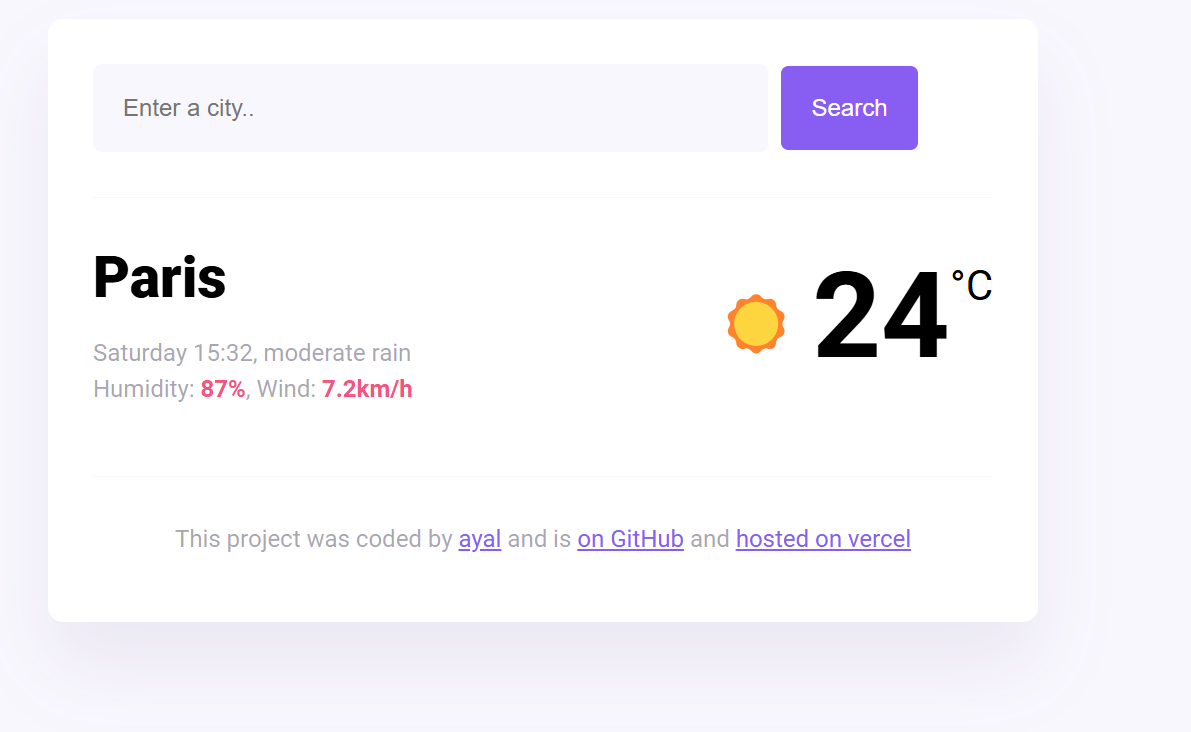 Enter a city..
Search
Paris
24
°C
Saturday 15:32, moderate rain
Humidity: 87%, Wind: 7.2km/h
This project was coded by ayal and is on GitHub and hosted on vercel